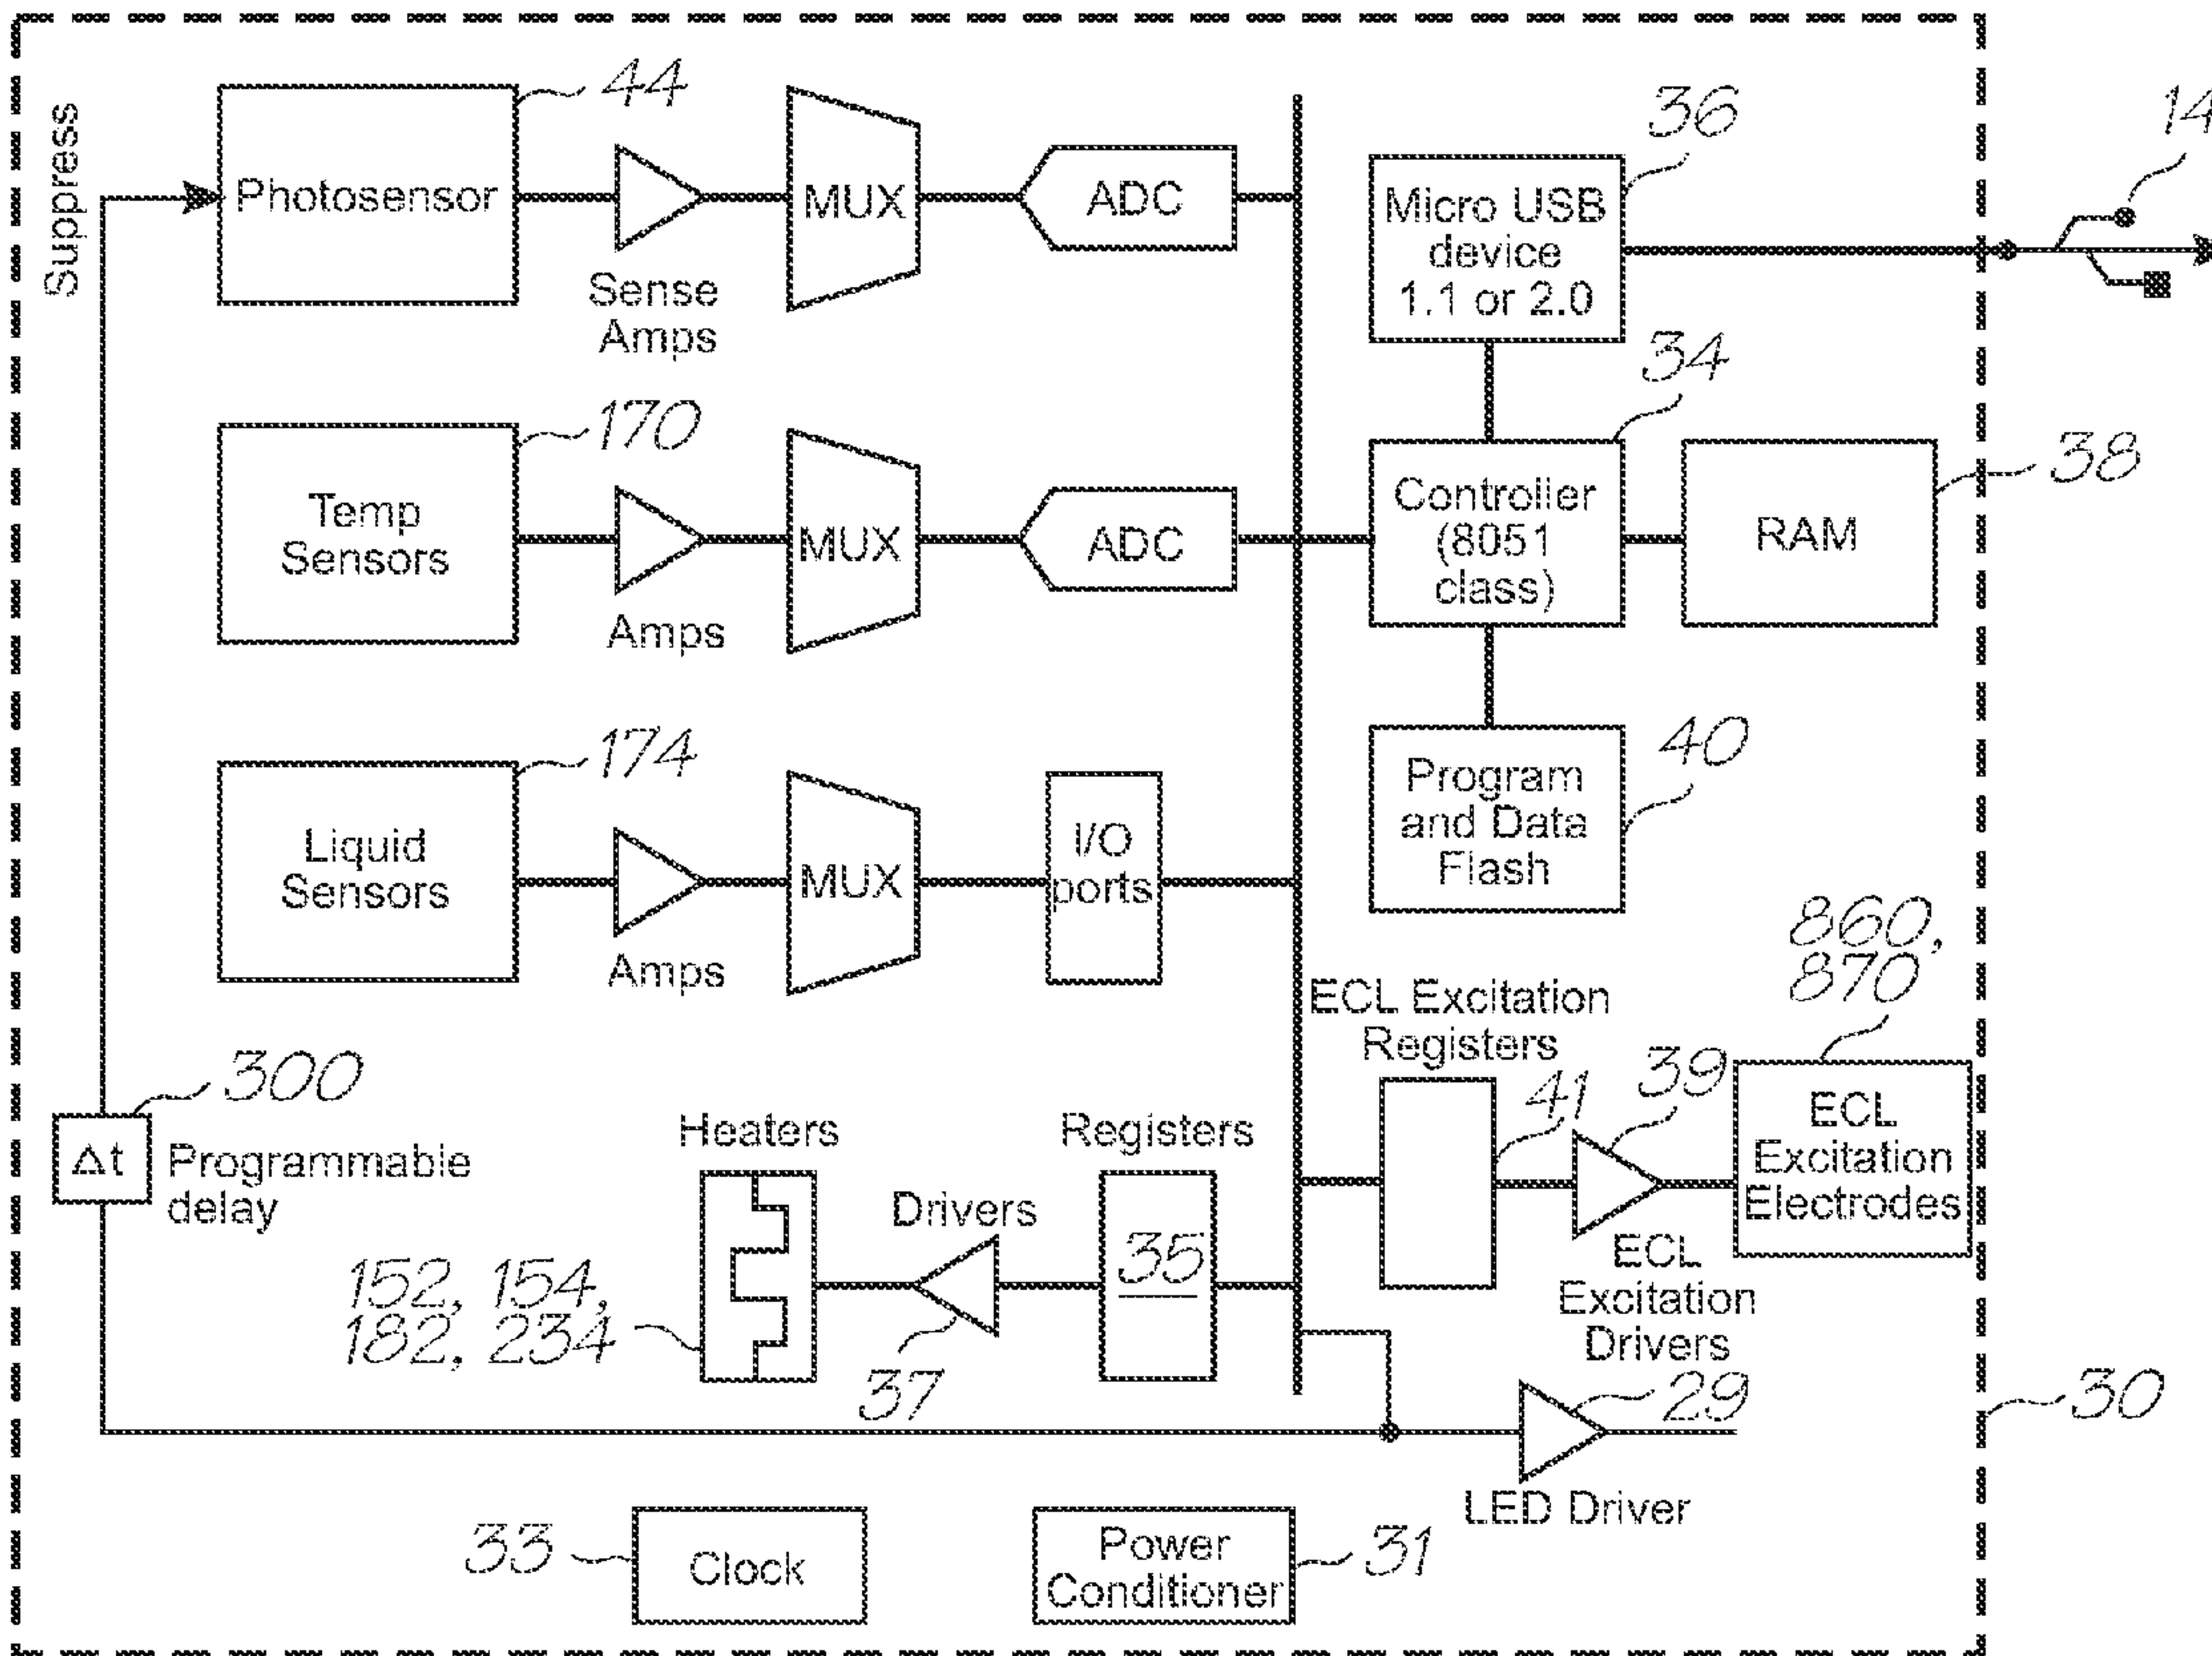 Suppress
44
Photosensor
Sense
Amps
MUX
ADC
36
Micro USB
device
1.1 or 2.0
14
170
Temp
Sensors
Amps
MUX
ADC
34
Controller
(8051
class)
38
RAM
174
Liquid
Sensors
Amps
MUX
I/O
ports
40
Program
and Data
Flash
860,
870
ECL Excitation
Registers
41
39
ECL
Excitation
Electrodes
ECL
Excitation
Drivers
300
Δt
Programmable
delay
Heaters
152, 154,
182, 234
Drivers
37
Registers
35
29
LED Driver
30
33
Clock
Power
Conditioner
31